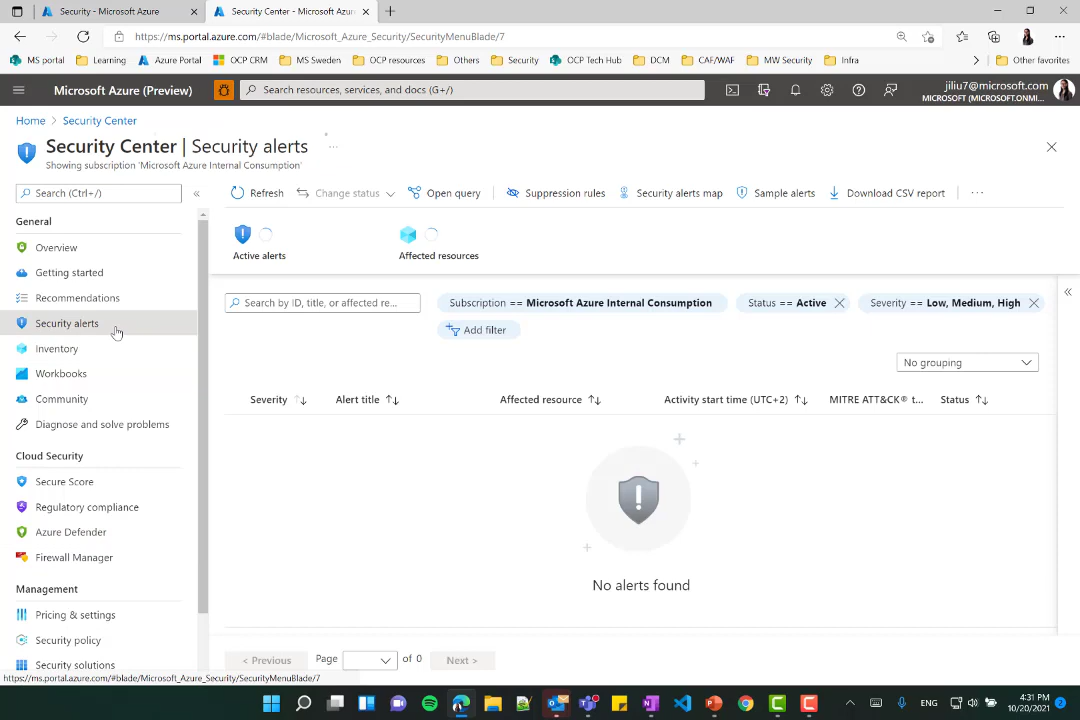 Security - Microsoft Azure
Security Center - Microsoft Azur
https://ms.portal.azure.com/#blade/Microsoft_Azure_Security/SecurityMenuBlade/7
MS portal
Learning
Azure Portal
OCP CRM
MS Sweden
OCP resources
Others
Security
OCP Tech Hub
DCM
CAF/WAF
MW Security
Infra
Other favorites
Microsoft Azure (Preview)
Search resources, services, and docs (G+/)
jiliu7@microsoft.com
MICROSOFT (MICROSOFT.ONMI...
Home > Security Center
Security Center | Security alerts ...
Showing subscription 'Microsoft Azure Internal Consumption'
Search (Ctrl+/)
«
Refresh
Change status
Open query
Suppression rules
Security alerts map
Sample alerts
Download CSV report
...
General
Overview
Getting started
Recommendations
Security alerts
Inventory
Workbooks
Community
Diagnose and solve problems
Cloud Security
Secure Score
Regulatory compliance
Azure Defender
Firewall Manager
Management
Pricing & settings
Security policy
Security solutions
Active alerts
Affected resources
Search by ID, title, or affected re...
Subscription == Microsoft Azure Internal Consumption
Status == Active
Severity == Low, Medium, High
«
Add filter
No grouping
Severity
Alert title
Affected resource
Activity start time (UTC+2)
MITRE ATT&CK® t...
Status
No alerts found
< Previous
Page
of 0
Next >
https://ms.portal.azure.com/#blade/Microsoft_Azure_Security/SecurityMenuBlade/7
ENG
4:31 PM
10/20/2021